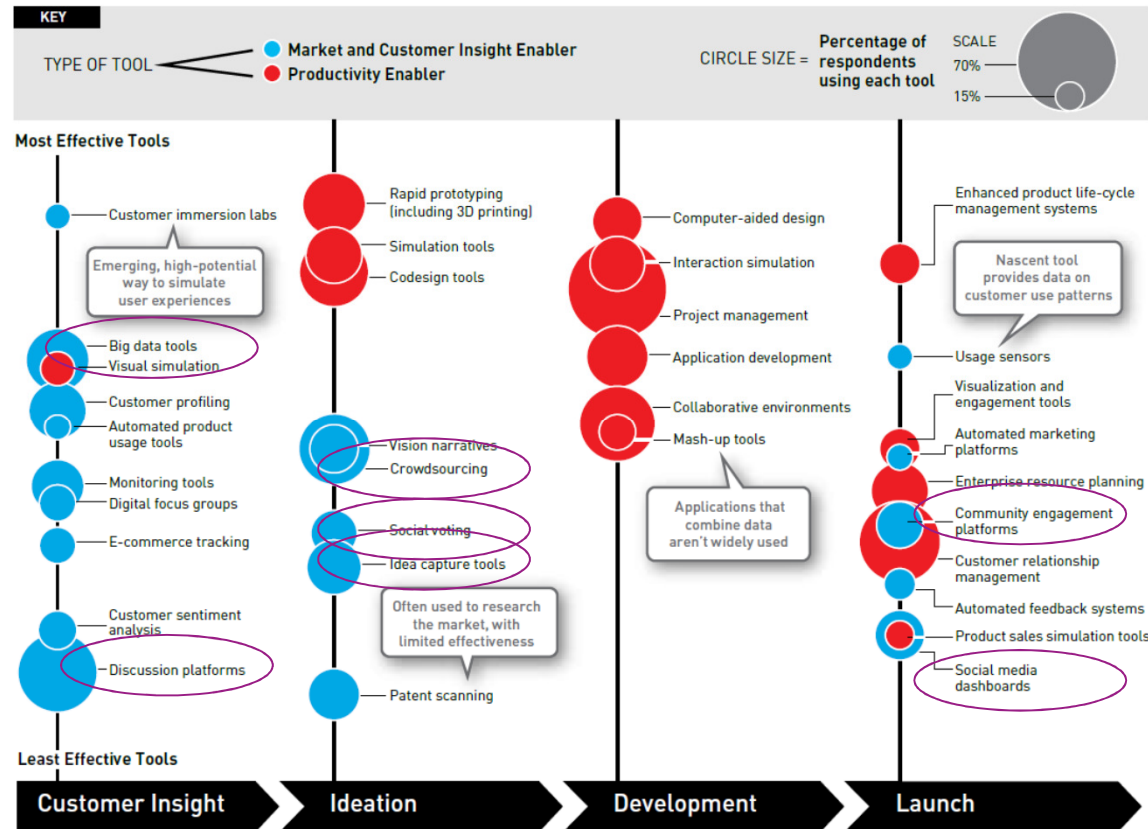 KEY
TYPE OF TOOL
Market and Customer Insight Enabler
Productivity Enabler
CIRCLE SIZE =
Percentage of
respondents
using each tool
SCALE
70%
15%
Most Effective Tools
Customer immersion labs
Emerging, high-potential
way to simulate
user experiences
Big data tools
Visual simulation
Customer profiling
Automated product
usage tools
Monitoring tools
Digital focus groups
E-commerce tracking
Customer sentiment
analysis
Discussion platforms
Rapid prototyping
(including 3D printing)
Simulation tools
Codesign tools
Vision narratives
Crowdsourcing
Social voting
Idea capture tools
Often used to research
the market, with
limited effectiveness
Patent scanning
Computer-aided design
Interaction simulation
Project management
Application development
Collaborative environments
Mash-up tools
Applications that
combine data
aren't widely used
Enhanced product life-cycle
management systems
Nascent tool
provides data on
customer use patterns
Usage sensors
Visualization and
engagement tools
Automated marketing
platforms
Enterprise resource planning
Community engagement
platforms
Customer relationship
management
Automated feedback systems
Product sales simulation tools
Social media
dashboards
Least Effective Tools
Customer Insight
Ideation
Development
Launch